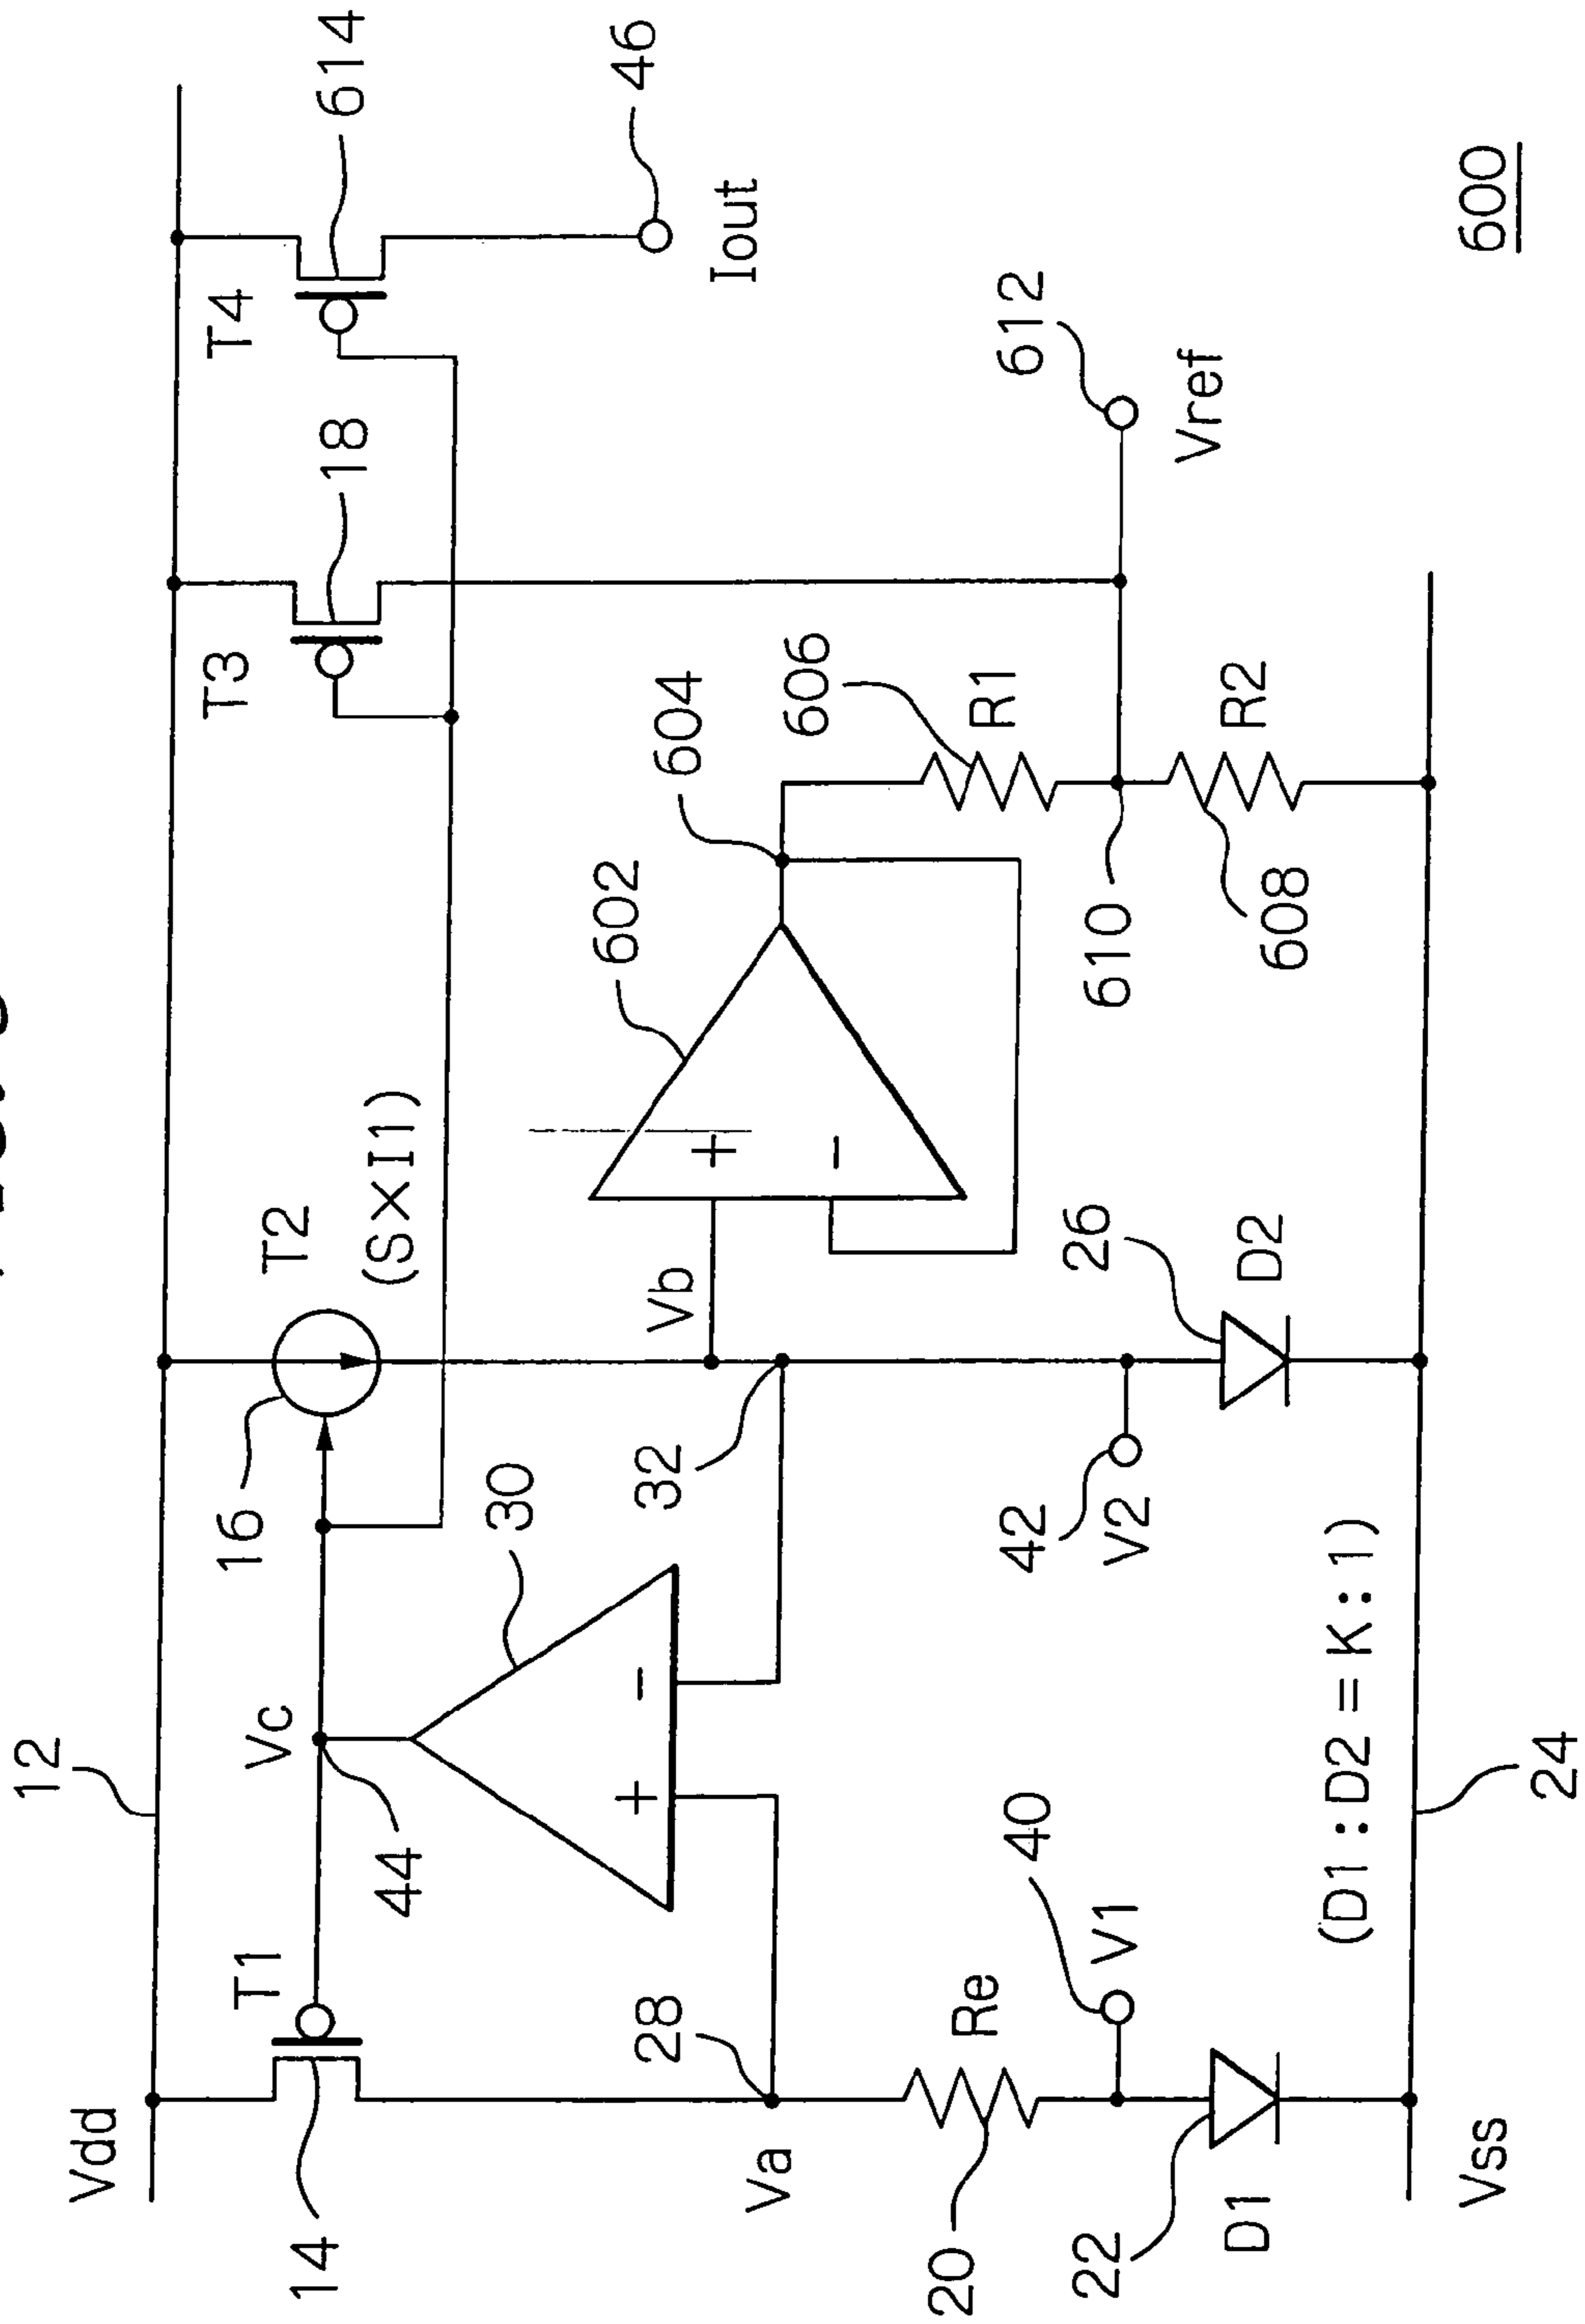 12
Vdd
Vc
T1
14
44
30
16
T2
(S×I1)
T3
18
T4
614
46
Iout
Va
28
+
-
32
Vb
602
+
-
604
606
R1
612
Vref
20
Re
40
V1
22
D1
42
V2
26
D2
610
608
R2
(D1:D2=K:1)
Vss
24
600